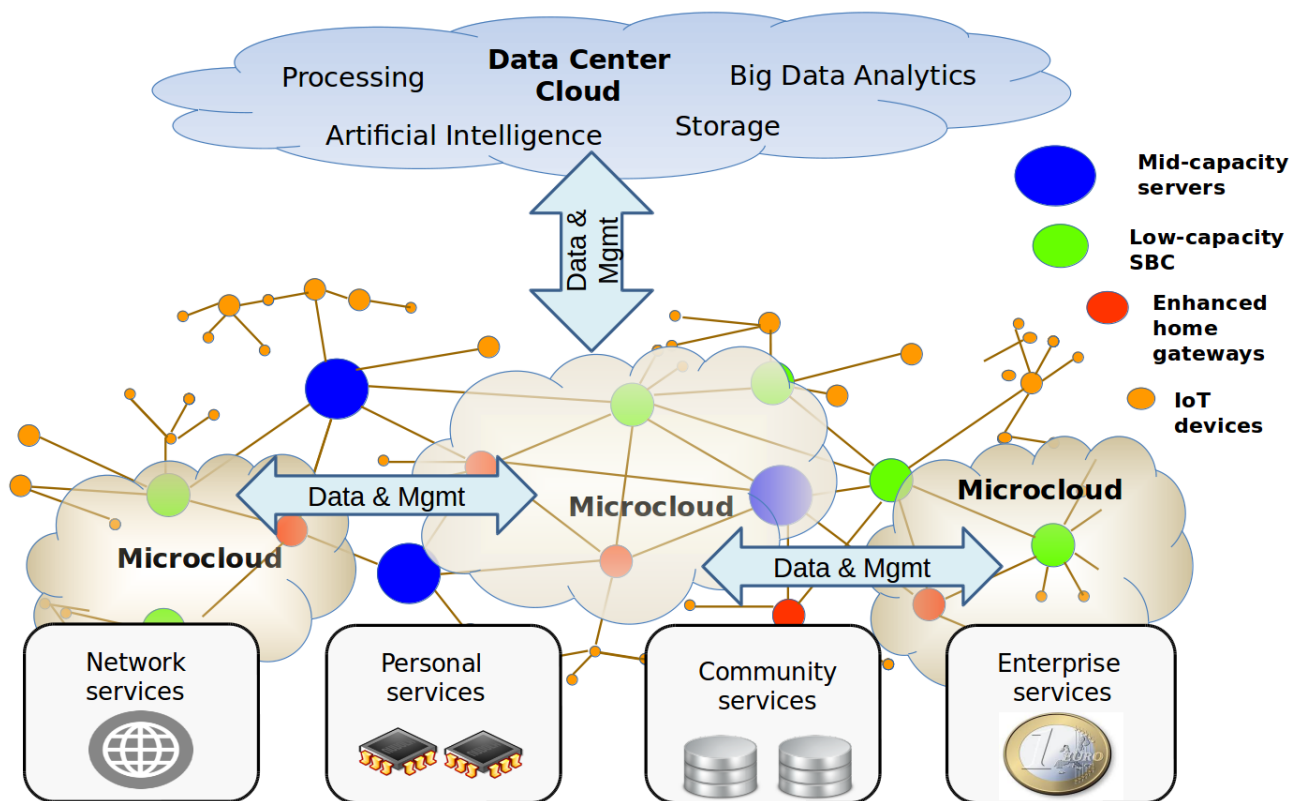 Processing
Data Center
Cloud
Big Data Analytics
Artificial Intelligence
Storage
Data &
Mgmt
Mid-capacity
servers
Low-capacity
SBC
Enhanced
home
gateways
IoT
devices
Data & Mgmt
Microcloud
Microcloud
Microcloud
Data & Mgmt
Network
services
Personal
services
Community
services
Enterprise
services
1
EURO